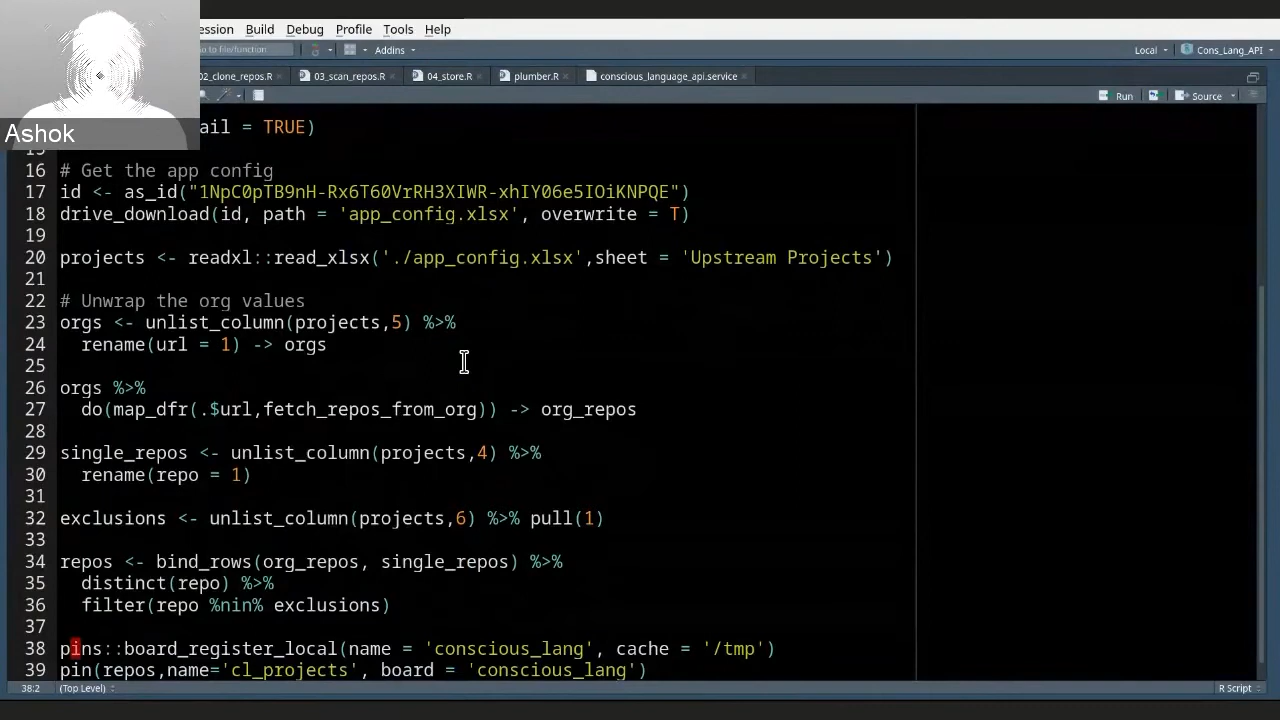 ession Build Debug Profile Tools Help
o to file/function Addins Local Cons_Lang_API
02_clone_repos.R 03_scan_repos.R 04_store.R plumber.R conscious_language_api.service
Run Source
Ashok
ail = TRUE)
15
16 # Get the app config
17 id <- as_id("1NpC0pTB9nH-Rx6T60VrRH3XIWR-xhIY06e5IOiKNPQE")
18 drive_download(id, path = 'app_config.xlsx', overwrite = T)
19
20 projects <- readxl::read_xlsx('./app_config.xlsx',sheet = 'Upstream Projects')
21
22 # Unwrap the org values
23 orgs <- unlist_column(projects,5) %>%
24 rename(url = 1) -> orgs
25
26 orgs %>%
27 do(map_dfr(.$url,fetch_repos_from_org)) -> org_repos
28
29 single_repos <- unlist_column(projects,4) %>%
30 rename(repo = 1)
31
32 exclusions <- unlist_column(projects,6) %>% pull(1)
33
34 repos <- bind_rows(org_repos, single_repos) %>%
35 distinct(repo) %>%
36 filter(repo %nin% exclusions)
37
38 pins::board_register_local(name = 'conscious_lang', cache = '/tmp')
39 pin(repos,name='cl_projects', board = 'conscious_lang')
38:2 (Top Level) R Script